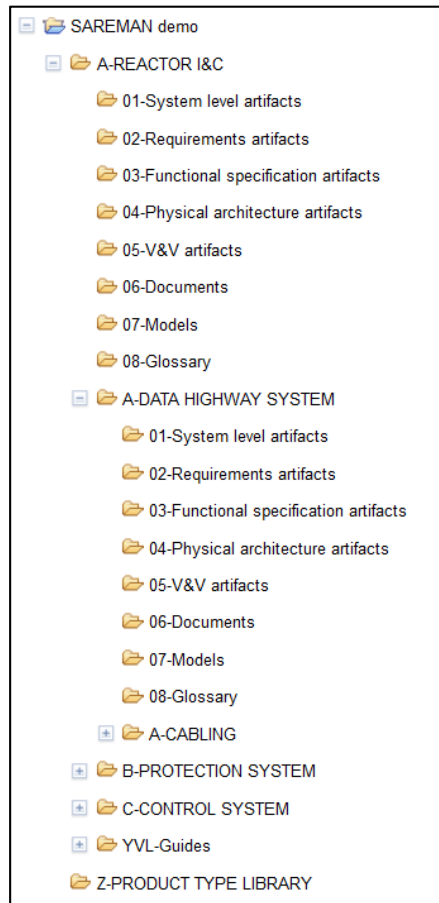 SAREMAN demo
A-REACTOR I&C
01-System level artifacts
02-Requirements artifacts
03-Functional specification artifacts
04-Physical architecture artifacts
05-V&V artifacts
06-Documents
07-Models
08-Glossary
A-DATA HIGHWAY SYSTEM
01-System level artifacts
02-Requirements artifacts
03-Functional specification artifacts
04-Physical architecture artifacts
05-V&V artifacts
06-Documents
07-Models
08-Glossary
A-CABLING
B-PROTECTION SYSTEM
C-CONTROL SYSTEM
YVL-Guides
Z-PRODUCT TYPE LIBRARY